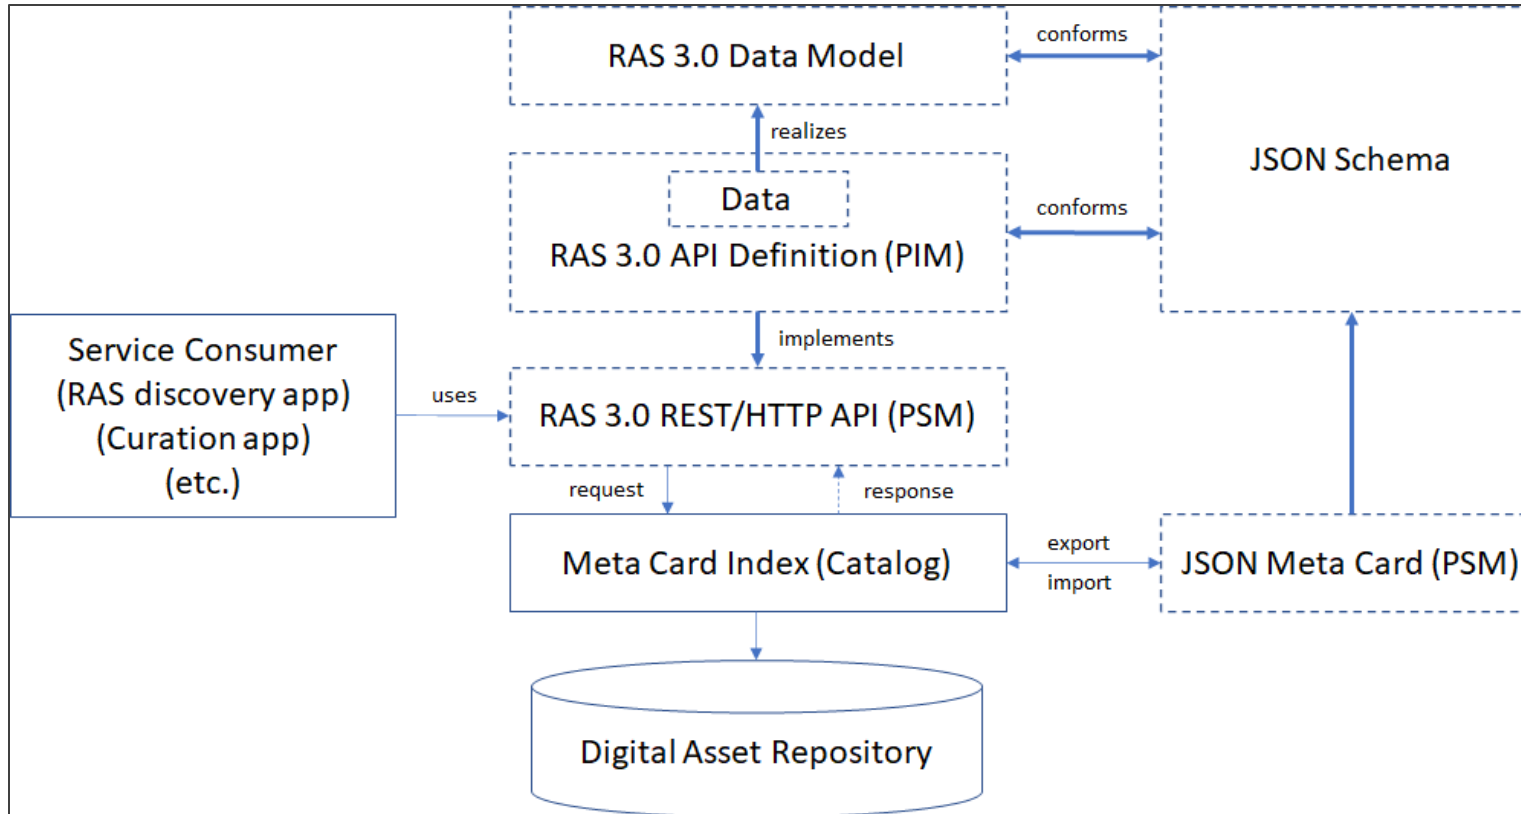 RAS 3.0 Data Model
conforms
realizes
JSON Schema
Data
conforms
RAS 3.0 API Definition (PIM)
implements
Service Consumer
(RAS discovery app)
(Curation app)
(etc.)
uses
RAS 3.0 REST/HTTP API (PSM)
request
response
Meta Card Index (Catalog)
export
import
JSON Meta Card (PSM)
Digital Asset Repository